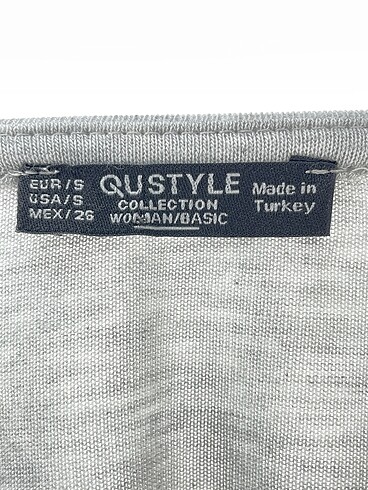 EUR/S
USA/S
MEX/26
QUSTYLE
COLLECTION
WOMAN/BASIC
Made in
Turkey